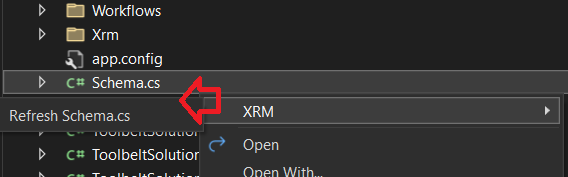 Workflows
Xrm
app.config
C# Schema.cs
Refresh Schema.cs
XRM
ToolbeltSolution
Open
ToolbeltSolution
Open With...